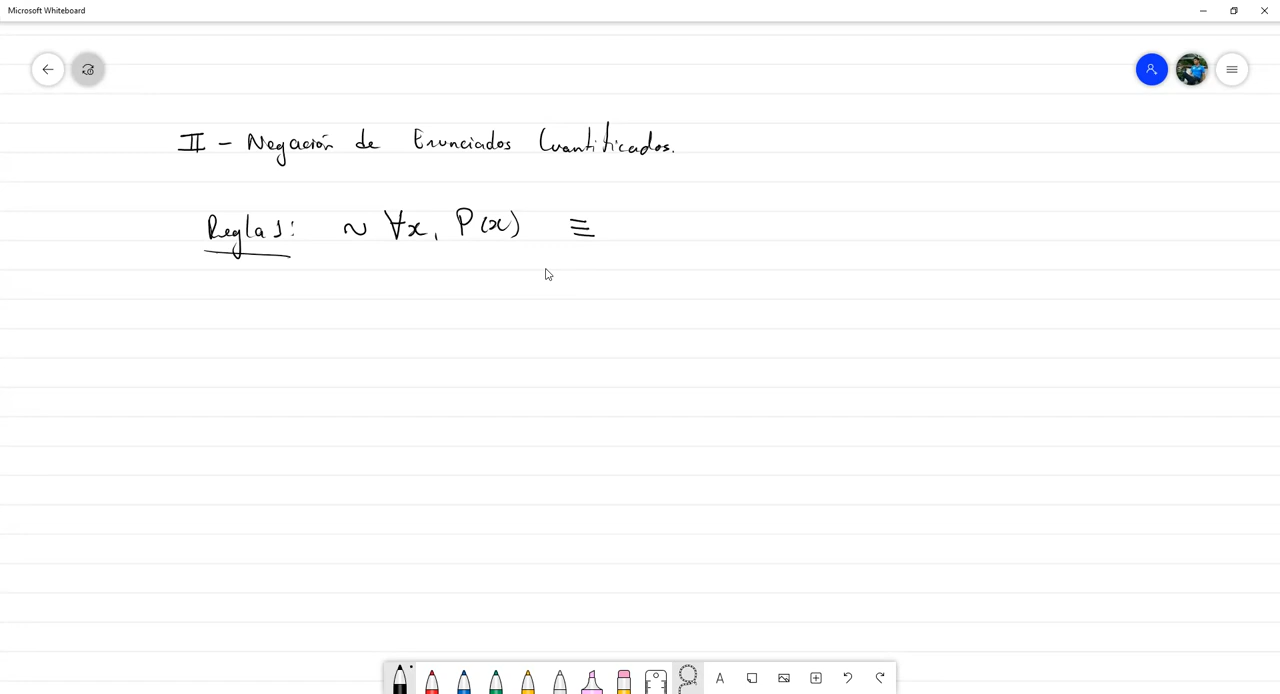 Microsoft Whiteboard
II - Negación de Enunciados Cuantificados.
Reglas: ~ ∀x, P(x) ≡
A